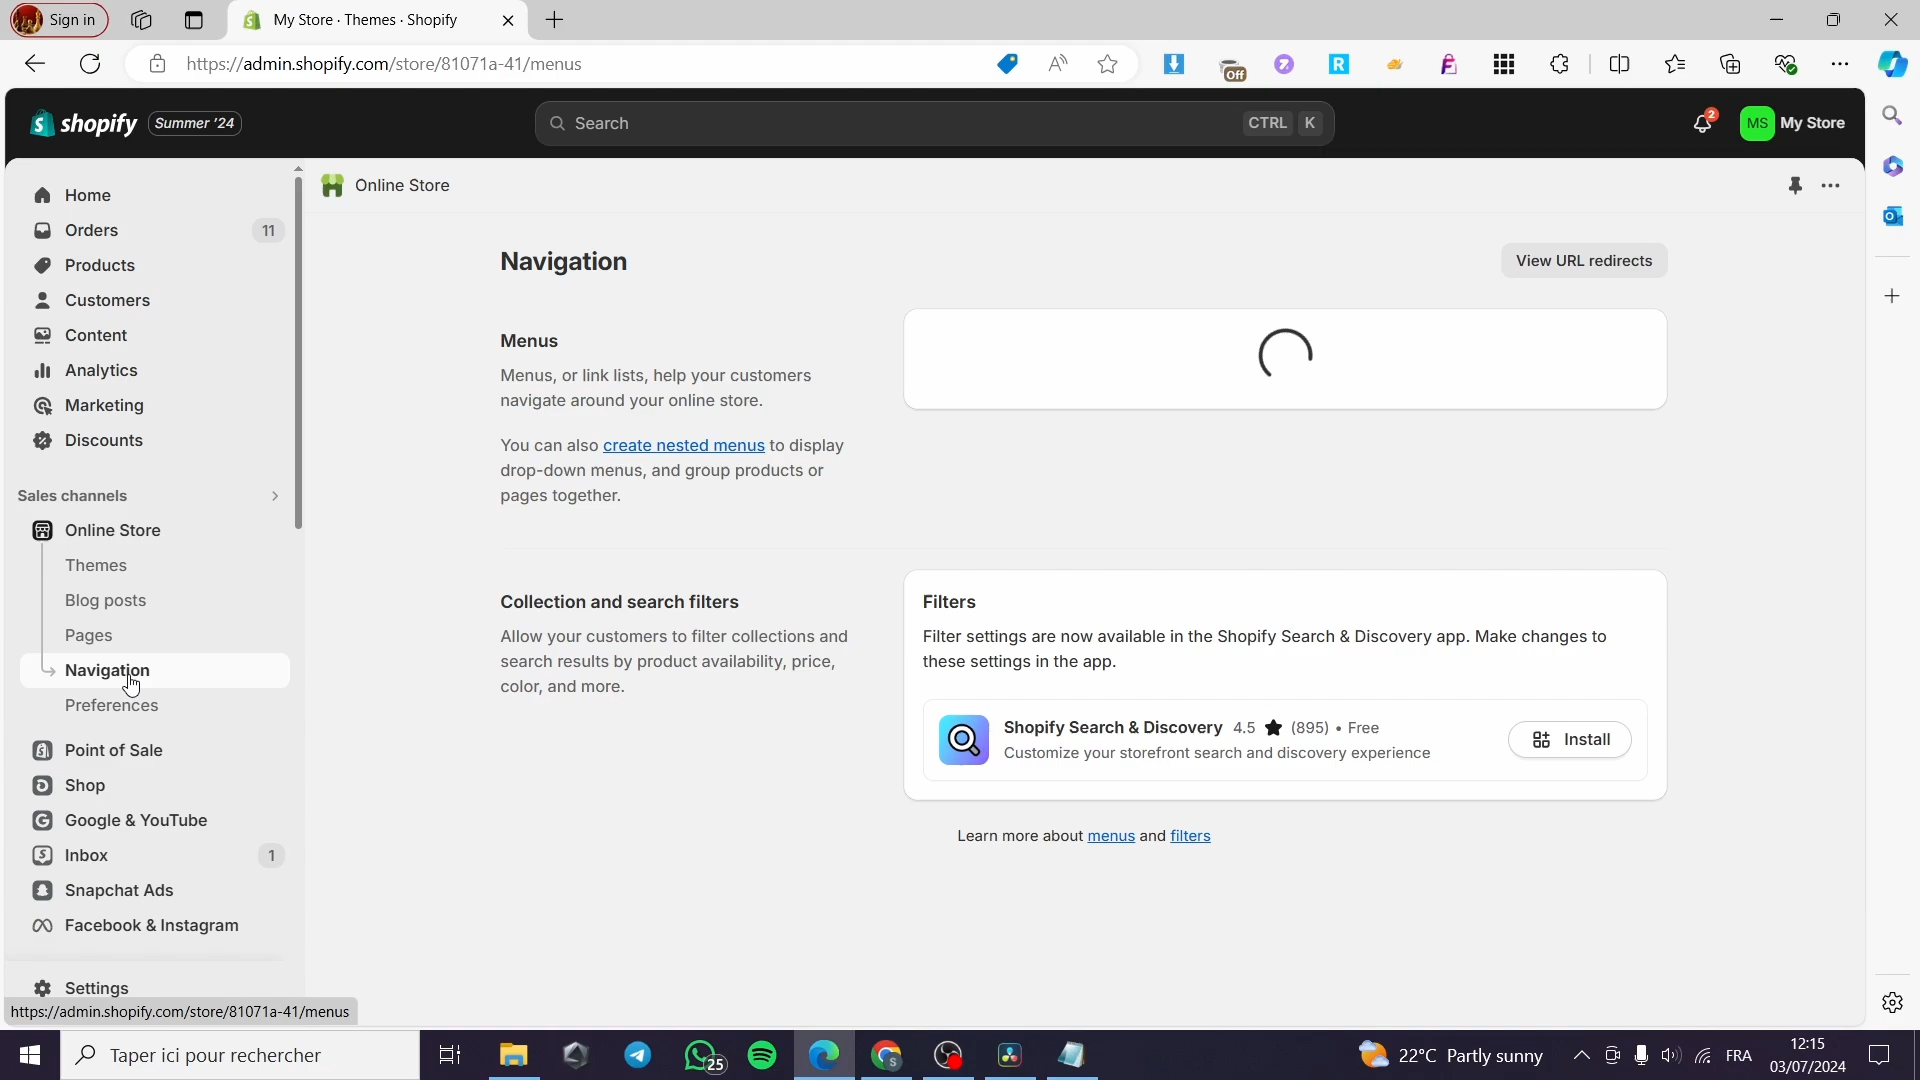 Sign in
My Store · Themes · Shopify
https://admin.shopify.com/store/81071a-41/menus
Off
shopify
Summer '24
Search
CTRL K
2
MS
My Store
Home
Orders
11
Products
Customers
Content
Analytics
Marketing
Discounts
Sales channels
Online Store
Themes
Blog posts
Pages
Navigation
Preferences
Point of Sale
Shop
Google & YouTube
Inbox
1
Snapchat Ads
Facebook & Instagram
Settings
https://admin.shopify.com/store/81071a-41/menus
Online Store
Navigation
View URL redirects
Menus
Menus, or link lists, help your customers
navigate around your online store.
You can also create nested menus to display
drop-down menus, and group products or
pages together.
Collection and search filters
Allow your customers to filter collections and
search results by product availability, price,
color, and more.
Filters
Filter settings are now available in the Shopify Search & Discovery app. Make changes to
these settings in the app.
Shopify Search & Discovery 4.5 ★ (895) • Free
Customize your storefront search and discovery experience
Install
Learn more about menus and filters
Taper ici pour rechercher
25
22°C Partly sunny
FRA
12:15
03/07/2024